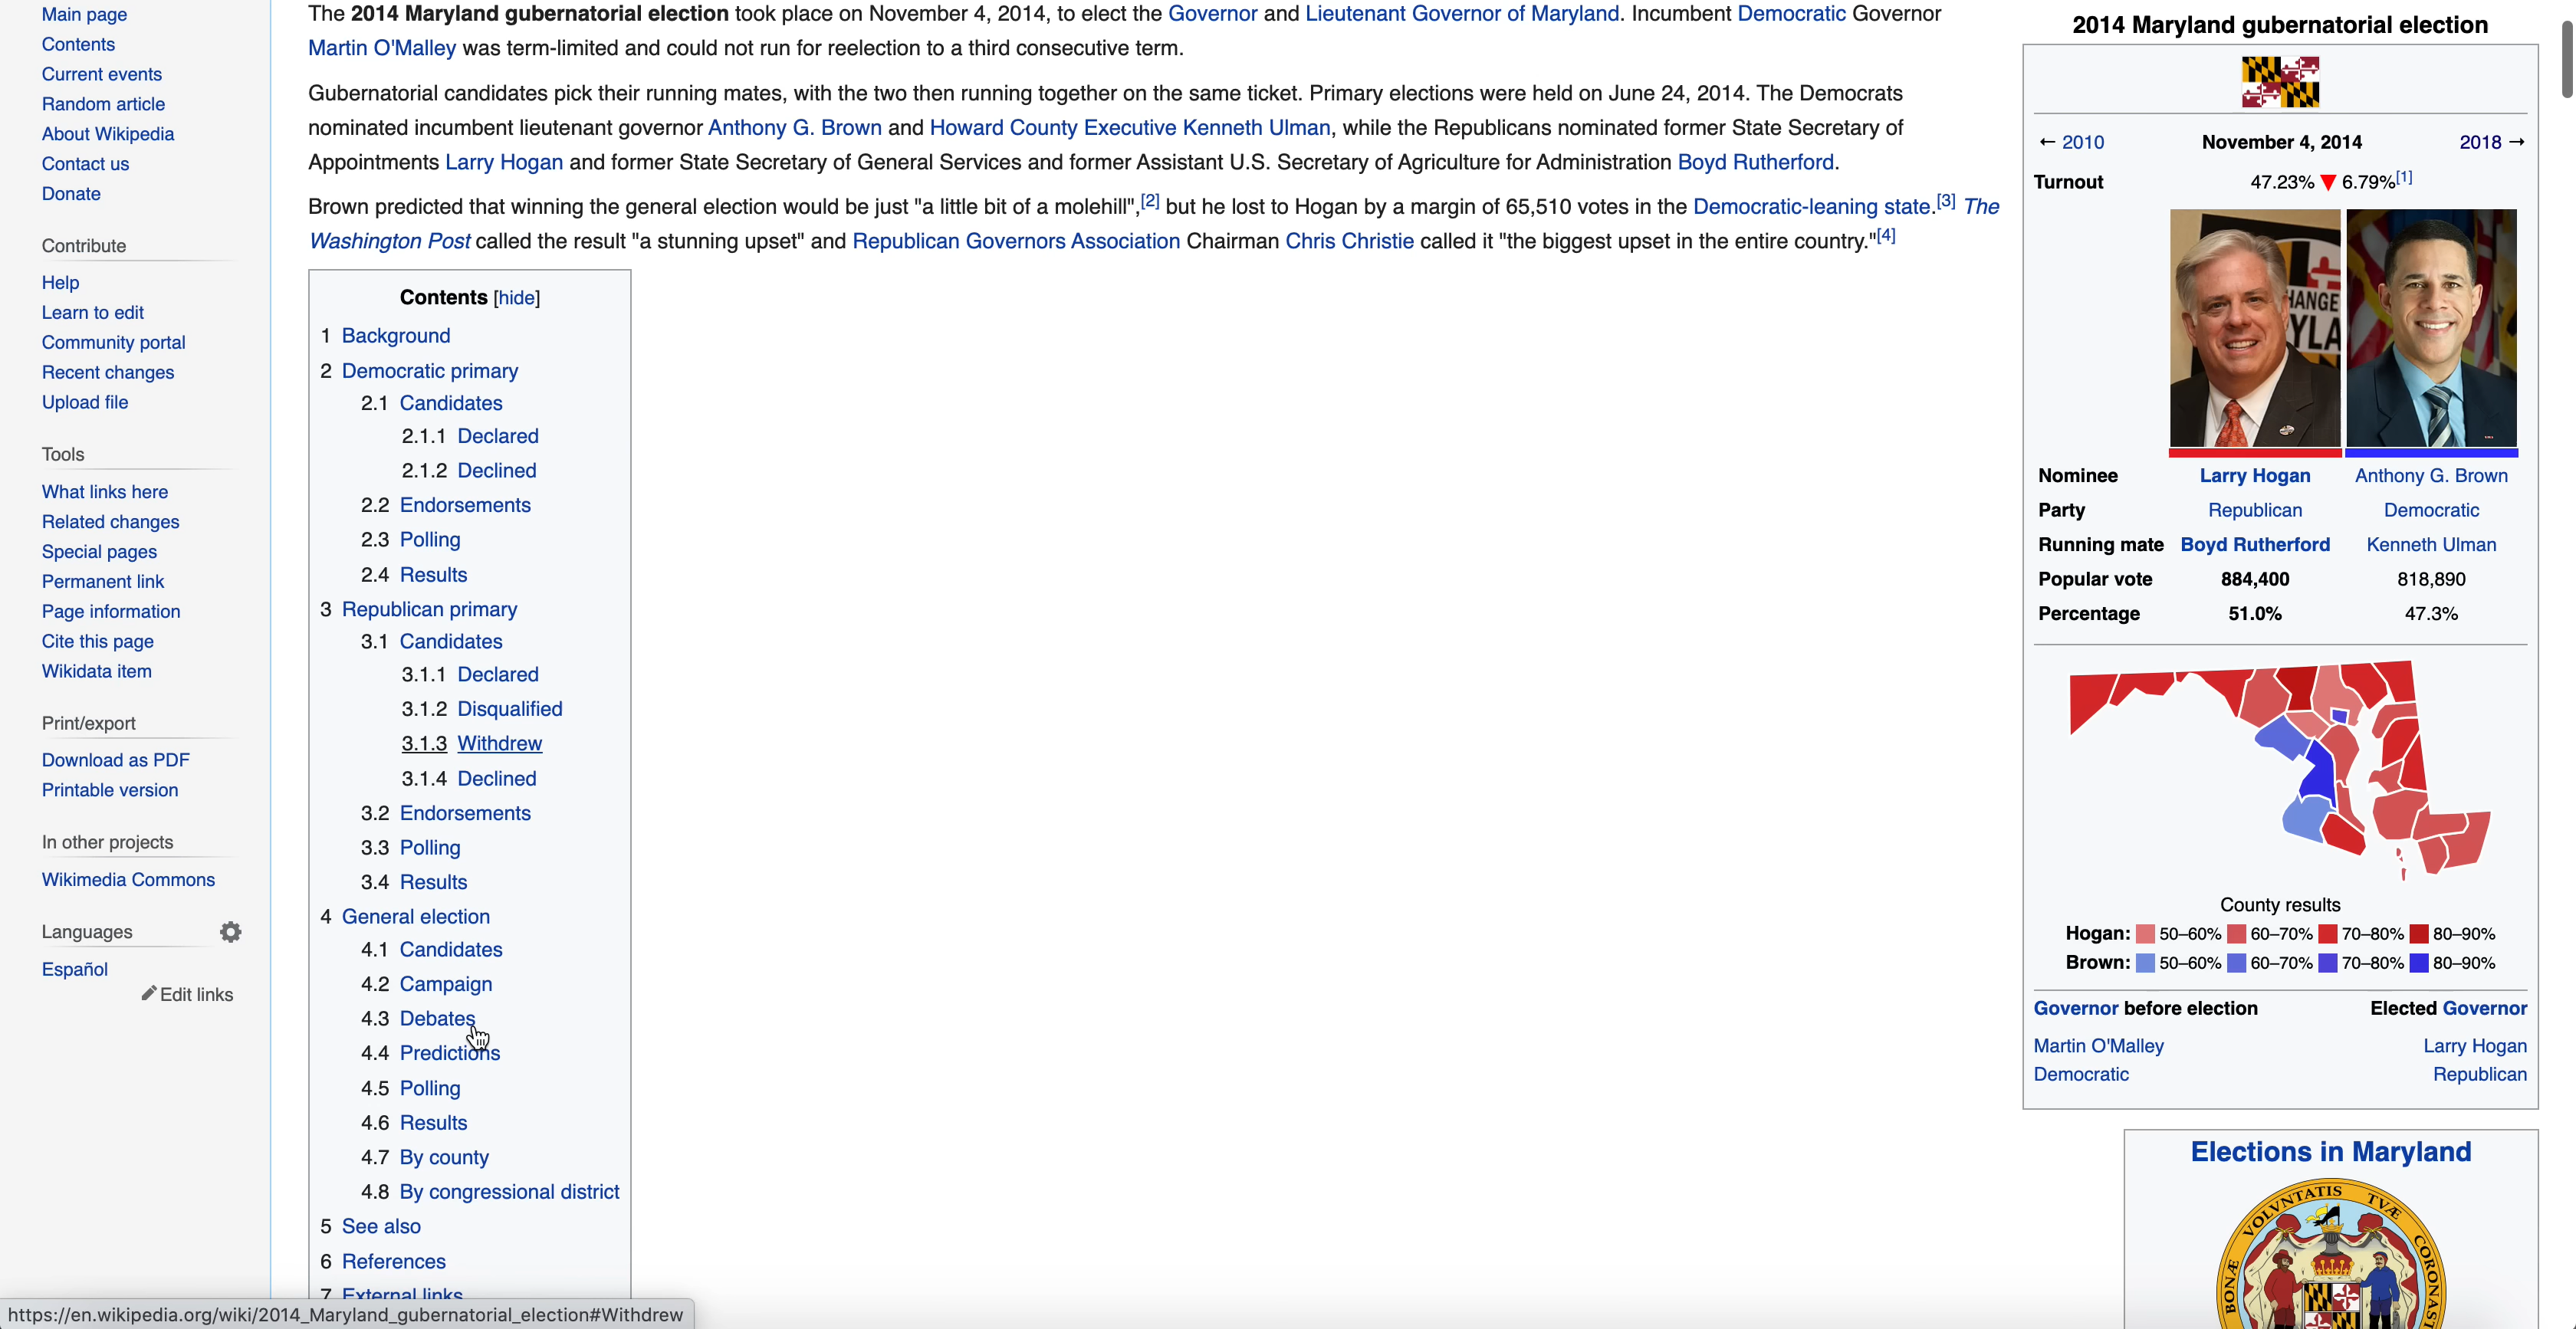 Main page
Contents
Current events
Random article
About Wikipedia
Contact us
Donate
Contribute
Help
Learn to edit
Community portal
Recent changes
Upload file
Tools
What links here
Related changes
Special pages
Permanent link
Page information
Cite this page
Wikidata item
Print/export
Download as PDF
Printable version
In other projects
Wikimedia Commons
Languages
Español
Edit links
The 2014 Maryland gubernatorial election took place on November 4, 2014, to elect the Governor and Lieutenant Governor of Maryland. Incumbent Democratic Governor
Martin O'Malley was term-limited and could not run for reelection to a third consecutive term.
Gubernatorial candidates pick their running mates, with the two then running together on the same ticket. Primary elections were held on June 24, 2014. The Democrats
nominated incumbent lieutenant governor Anthony G. Brown and Howard County Executive Kenneth Ulman, while the Republicans nominated former State Secretary of
Appointments Larry Hogan and former State Secretary of General Services and former Assistant U.S. Secretary of Agriculture for Administration Boyd Rutherford.
Brown predicted that winning the general election would be just "a little bit of a molehill",[2] but he lost to Hogan by a margin of 65,510 votes in the Democratic-leaning state.[3] The
Washington Post called the result "a stunning upset" and Republican Governors Association Chairman Chris Christie called it "the biggest upset in the entire country."[4]
Contents [hide]
1 Background
2 Democratic primary
2.1 Candidates
2.1.1 Declared
2.1.2 Declined
2.2 Endorsements
2.3 Polling
2.4 Results
3 Republican primary
3.1 Candidates
3.1.1 Declared
3.1.2 Disqualified
3.1.3 Withdrew
3.1.4 Declined
3.2 Endorsements
3.3 Polling
3.4 Results
4 General election
4.1 Candidates
4.2 Campaign
4.3 Debates
4.4 Predictions
4.5 Polling
4.6 Results
4.7 By county
4.8 By congressional district
5 See also
6 References
7 External links
https://en.wikipedia.org/wiki/2014_Maryland_gubernatorial_election#Withdrew
2014 Maryland gubernatorial election
← 2010 November 4, 2014 2018 →
Turnout 47.23% ▼ 6.79%[1]
HANGE
YLA
Nominee Larry Hogan Anthony G. Brown
Party Republican Democratic
Running mate Boyd Rutherford Kenneth Ulman
Popular vote 884,400 818,890
Percentage 51.0% 47.3%
County results
Hogan: 50–60% 60–70% 70–80% 80–90%
Brown: 50–60% 60–70% 70–80% 80–90%
Governor before election Elected Governor
Martin O'Malley Larry Hogan
Democratic Republican
Elections in Maryland
BONÆ VOLVNTATIS TVÆ CORONAST